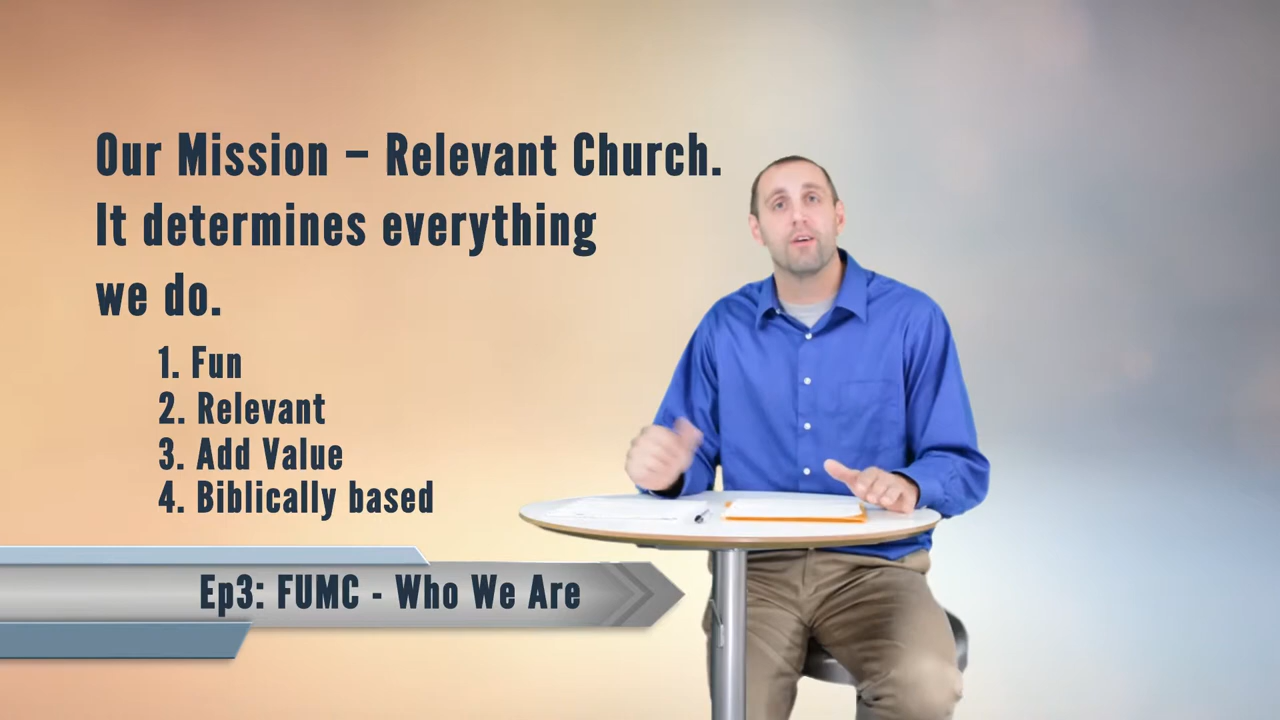 Our Mission – Relevant Church.
It determines everything
we do.
1. Fun
2. Relevant
3. Add Value
4. Biblically based
Ep3: FUMC - Who We Are